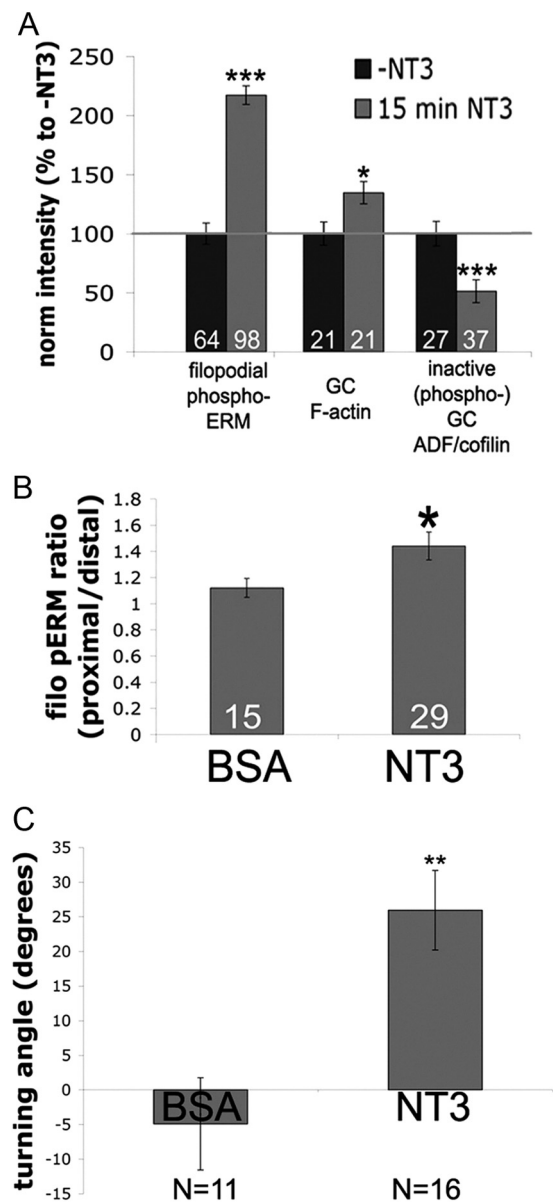 A
norm intensity (% to -NT3)
250
200
150
100
50
0
-NT3
15 min NT3
***
*
***
64 98 21 21 27 37
filopodial
phospho-
ERM
GC
F-actin
inactive
(phospho-)
GC
ADF/cofilin
B
filo pERM ratio
(proximal/distal)
1.8
1.6
1.4
1.2
1
0.8
0.6
0.4
0.2
0
*
15 29
BSA NT3
C
turning angle (degrees)
35
30
25
20
15
10
5
0
-5
-10
-15
**
BSA NT3
N=11 N=16